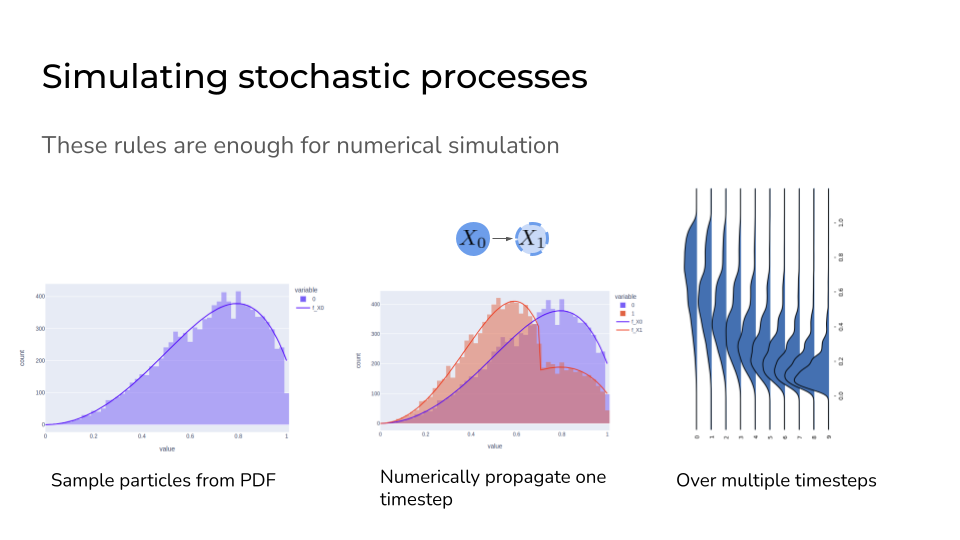 Simulating stochastic processes
These rules are enough for numerical simulation
X0 → X1
variable
0
f_X0
count
400
300
200
100
0
0 0.2 0.4 0.6 0.8 1
value
variable
0
1
f_X0
f_X1
count
400
300
200
100
0
0 0.2 0.4 0.6 0.8 1
value
1.0
0.8
0.6
0.4
0.2
0.0
0 1 2 3 4 5 6 7 8 9
Sample particles from PDF
Numerically propagate one
timestep
Over multiple timesteps